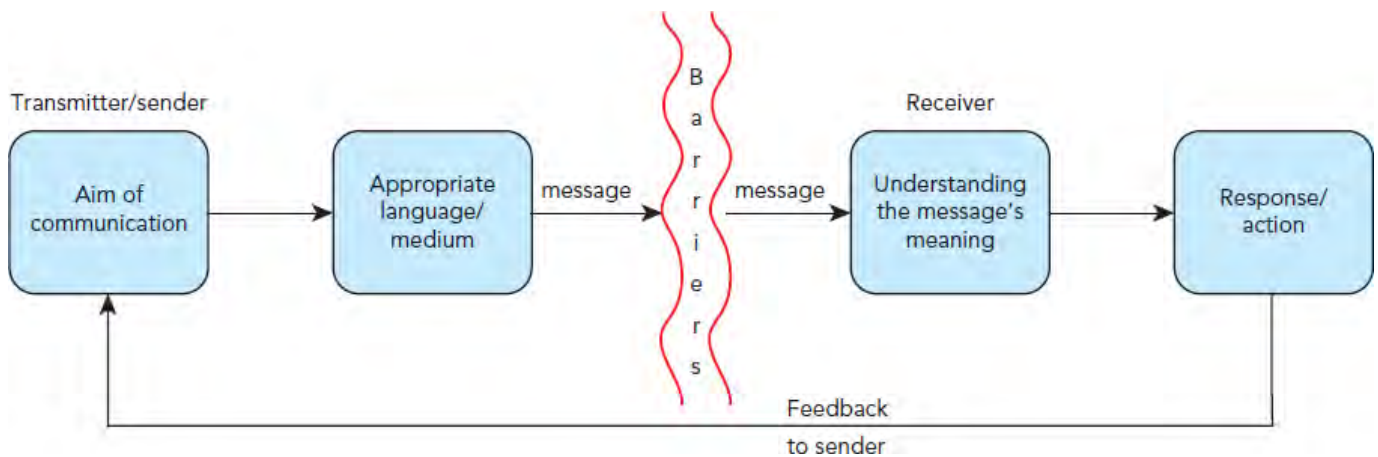 Transmitter/sender
Aim of
communication
Appropriate
language/
medium
message
Barriers
message
Receiver
Understanding
the message's
meaning
Response/
action
Feedback
to sender